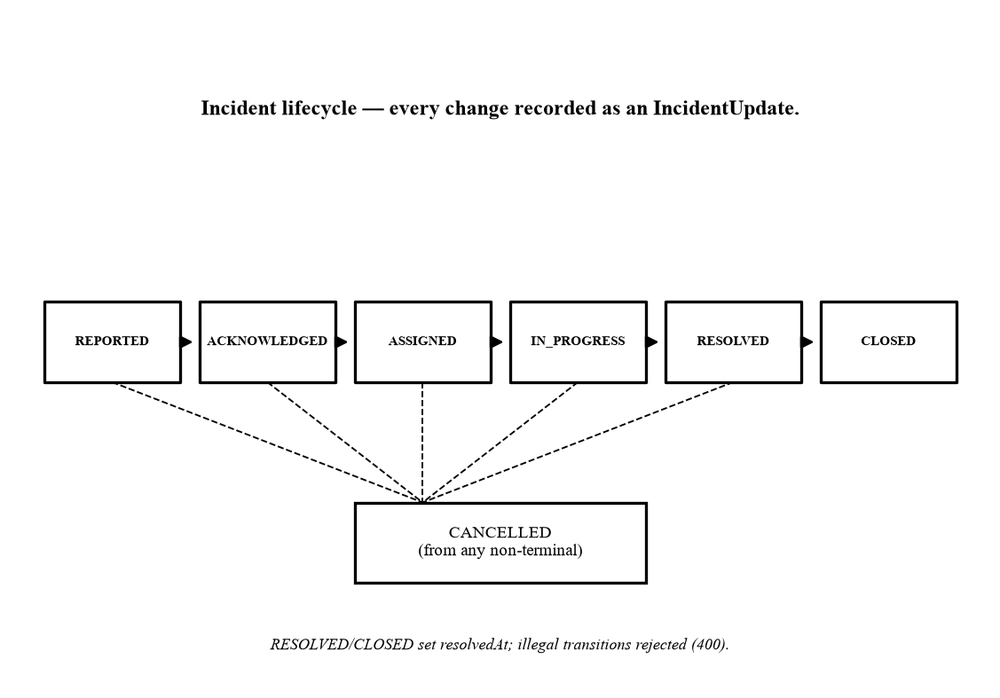 Incident lifecycle — every change recorded as an IncidentUpdate.
REPORTED
ACKNOWLEDGED
ASSIGNED
IN_PROGRESS
RESOLVED
CLOSED
CANCELLED
(from any non-terminal)
RESOLVED/CLOSED set resolvedAt; illegal transitions rejected (400).